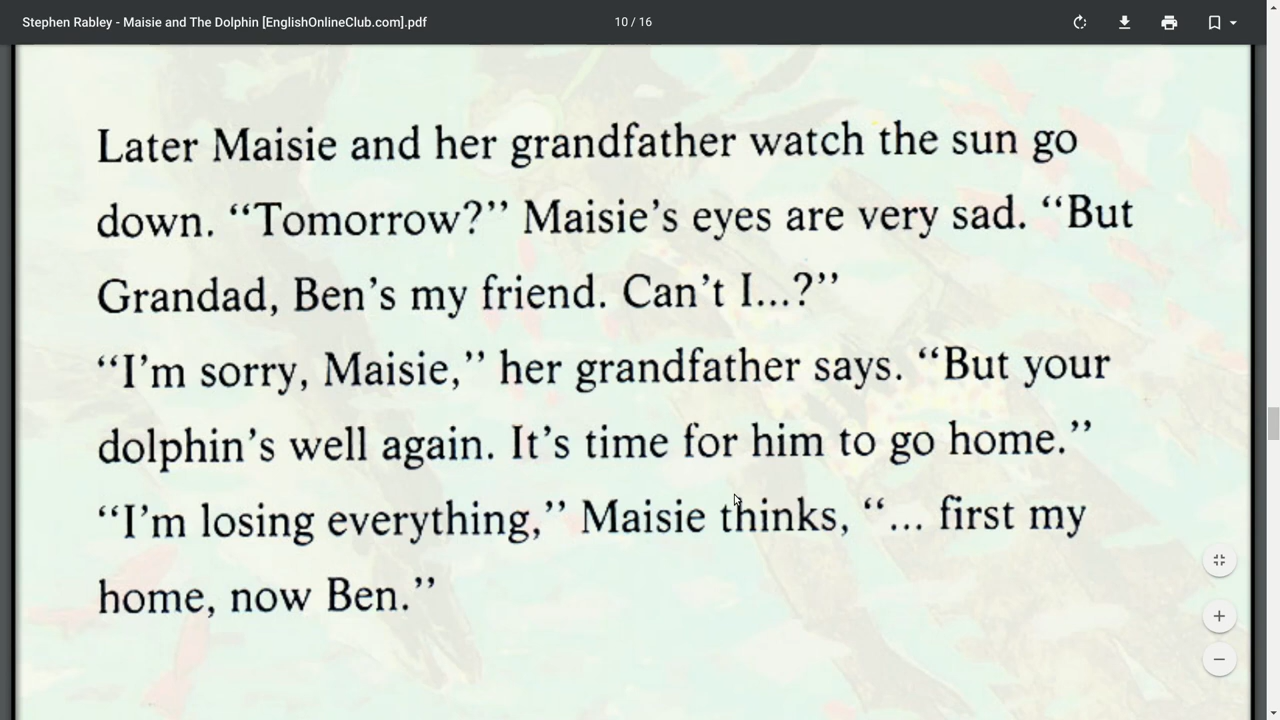 Stephen Rabley - Maisie and The Dolphin [EnglishOnlineClub.com].pdf
10 / 16
Later Maisie and her grandfather watch the sun go
down. “Tomorrow?” Maisie’s eyes are very sad. “But
Grandad, Ben’s my friend. Can’t I...?”
“I’m sorry, Maisie,” her grandfather says. “But your
dolphin’s well again. It’s time for him to go home.”
“I’m losing everything,” Maisie thinks, “... first my
home, now Ben.”